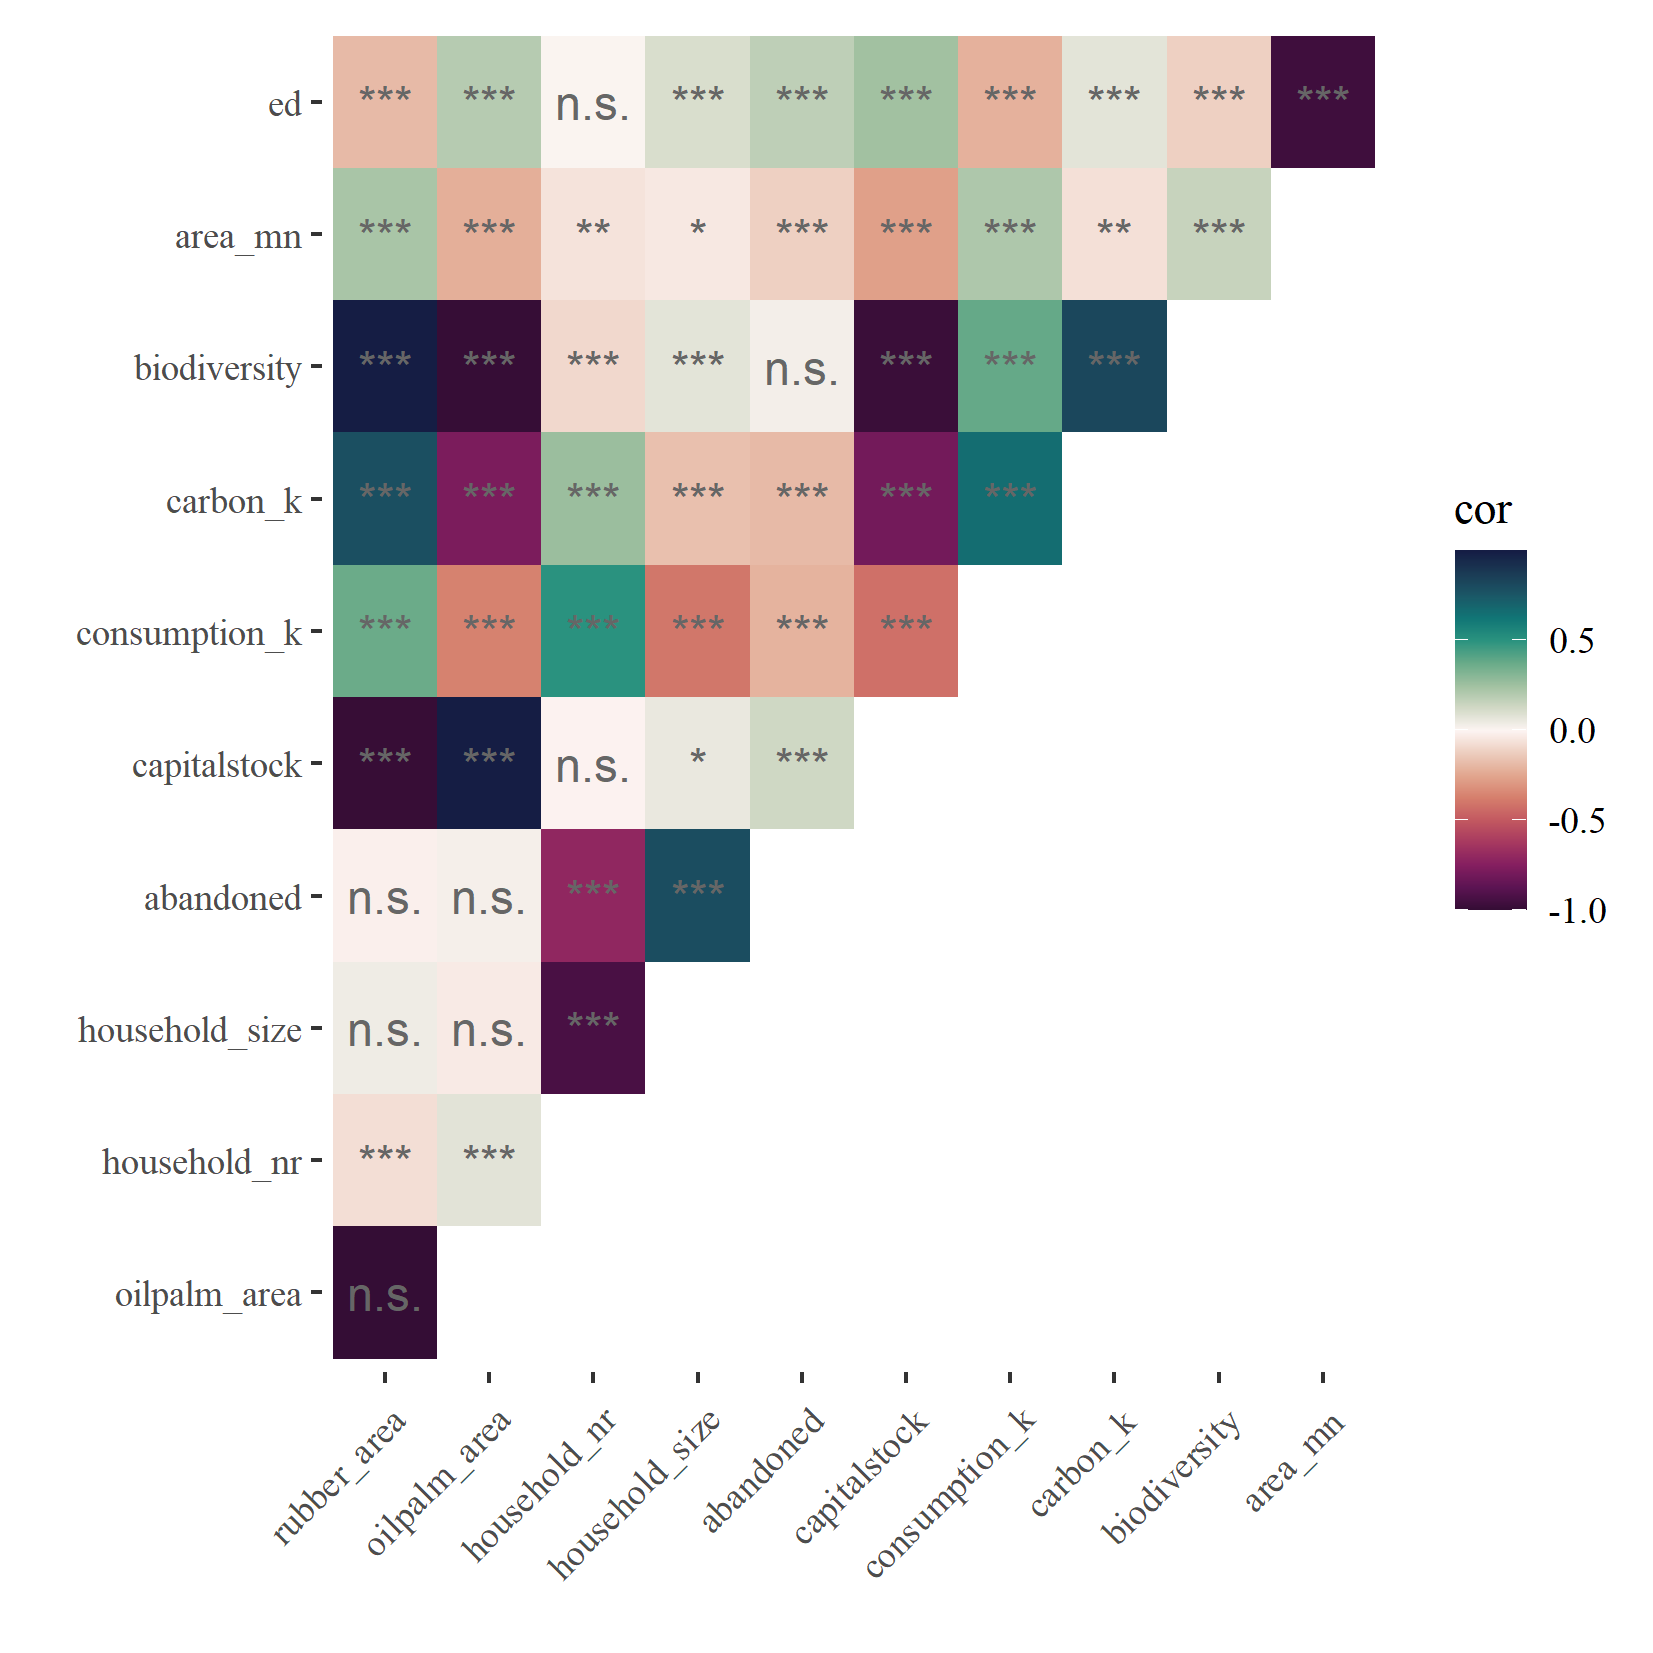 ed *** *** n.s. *** *** *** *** *** *** ***
area_mn *** *** ** * *** *** *** ** ***
biodiversity *** *** *** *** n.s. *** *** ***
carbon_k *** *** *** *** *** *** ***
consumption_k *** *** *** *** *** ***
capitalstock *** *** n.s. * ***
abandoned n.s. n.s. *** ***
household_size n.s. n.s. ***
household_nr *** ***
oilpalm_area n.s.
rubber_area oilpalm_area household_nr household_size abandoned capitalstock consumption_k carbon_k biodiversity area_mn
cor
0.5
0.0
-0.5
-1.0